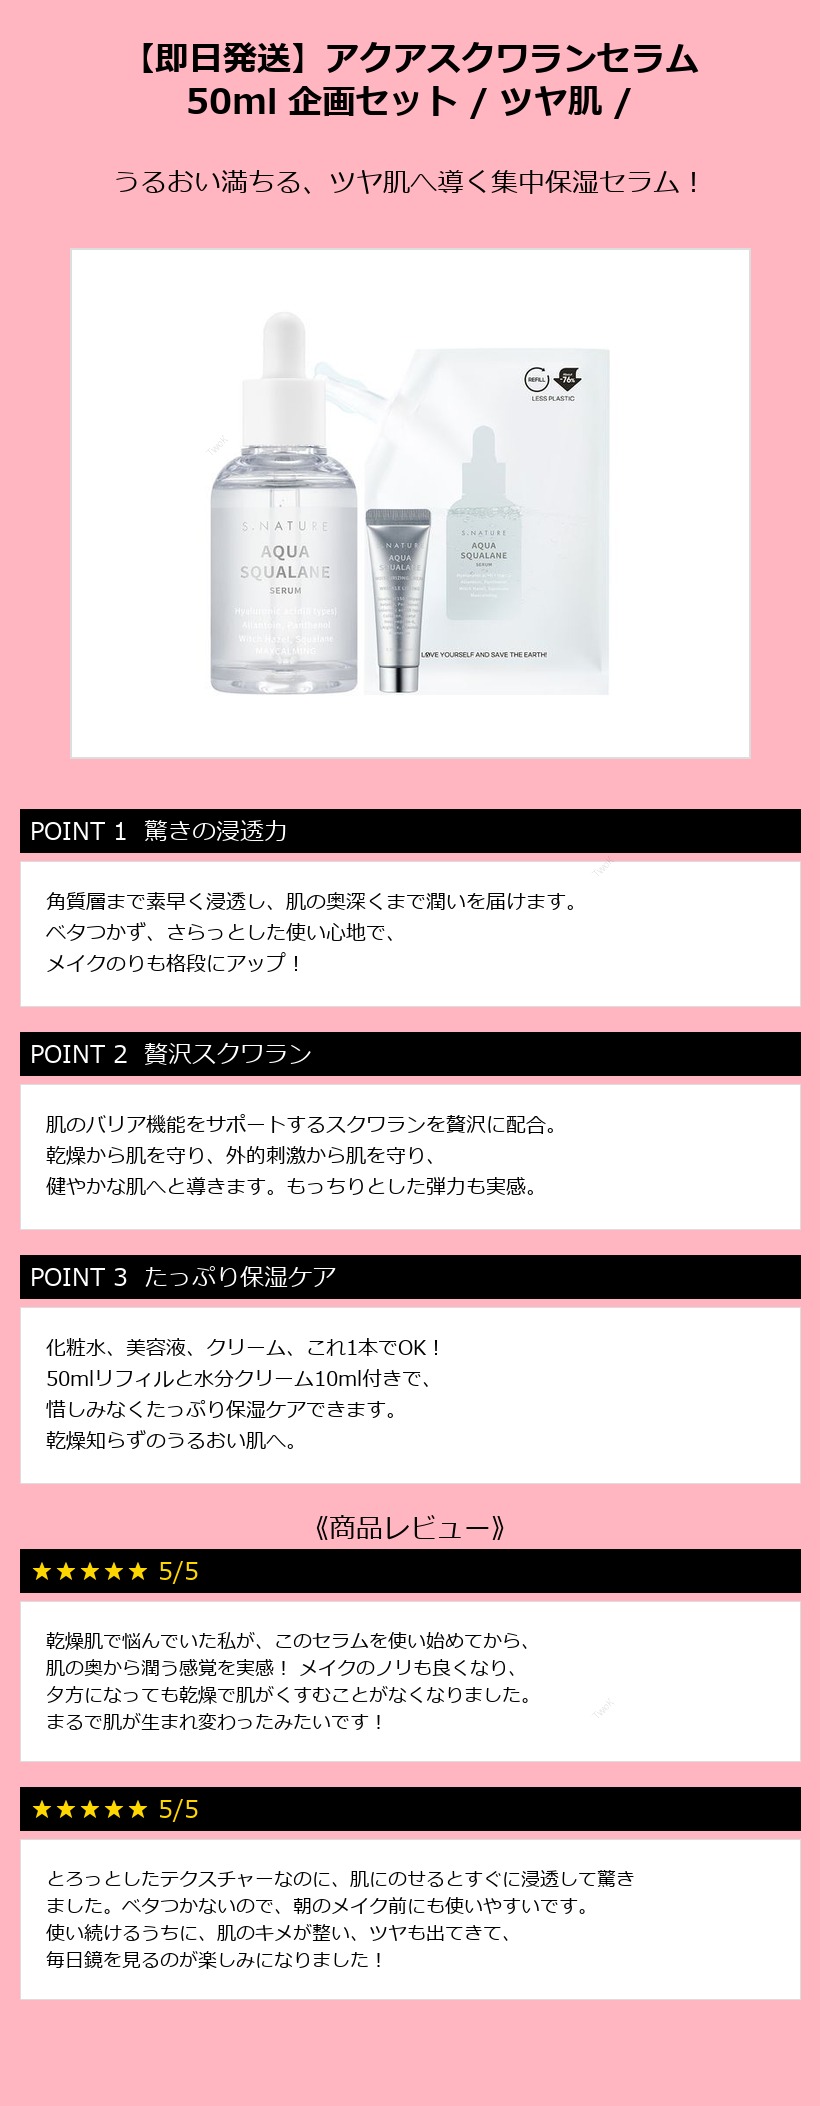 【即日発送】アクアスクワランセラム
50ml 企画セット / ツヤ肌 /
うるおい満ちる、ツヤ肌へ導く集中保湿セラム！
REFILL
-76%
LESS PLASTIC
S.NATURE
AQUA
SQUALANE
SERUM
Hyaluronic acid(8 types)
Allantoin, Panthenol
Witch Hazel, Squalane
MAYCALMING
S.NATURE
AQUA
SQUALANE
S.NATURE
AQUA
SQUALANE
SERUM
LOVE YOURSELF AND SAVE THE EARTH!
POINT 1 驚きの浸透力
角質層まで素早く浸透し、肌の奥深くまで潤いを届けます。
ベタつかず、さらっとした使い心地で、
メイクのりも格段にアップ！
POINT 2 贅沢スクワラン
肌のバリア機能をサポートするスクワランを贅沢に配合。
乾燥から肌を守り、外的刺激から肌を守り、
健やかな肌へと導きます。もっちりとした弾力も実感。
POINT 3 たっぷり保湿ケア
化粧水、美容液、クリーム、これ1本でOK！
50mlリフィルと水分クリーム10ml付きで、
惜しみなくたっぷり保湿ケアできます。
乾燥知らずのうるおい肌へ。
《商品レビュー》
★★★★★ 5/5
乾燥肌で悩んでいた私が、このセラムを使い始めてから、
肌の奥から潤う感覚を実感！ メイクのノリも良くなり、
夕方になっても乾燥で肌がくすむことがなくなりました。
まるで肌が生まれ変わったみたいです！
★★★★★ 5/5
とろっとしたテクスチャーなのに、肌にのせるとすぐに浸透して驚き
ました。ベタつかないので、朝のメイク前にも使いやすいです。
使い続けるうちに、肌のキメが整い、ツヤも出てきて、
毎日鏡を見るのが楽しみになりました！